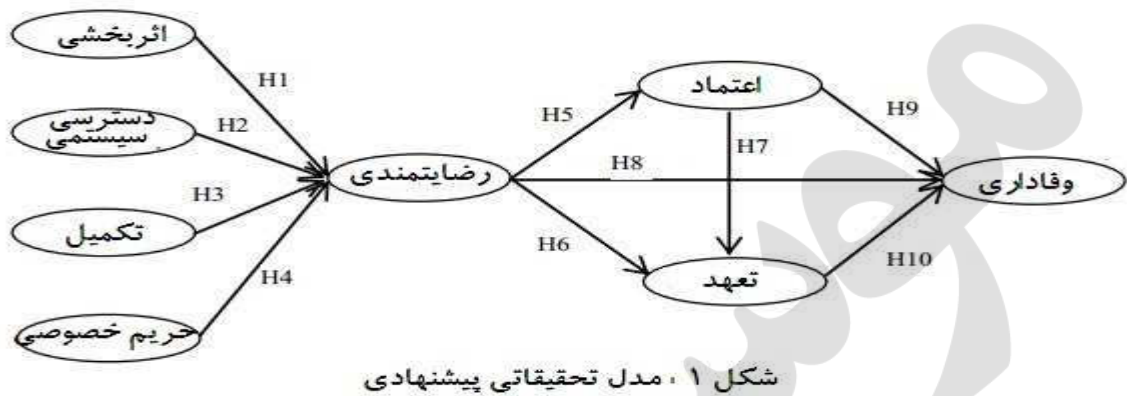 اثربخشی
H1
دسترسی
سیستمی
H2
تکمیل
H3
حریم خصوصی
H4
رضایتمندی
H5
H6
اعتماد
H7
H8
تعهد
H9
H10
وفاداری
شکل ۱ . مدل تحقیقاتی پیشنهادی